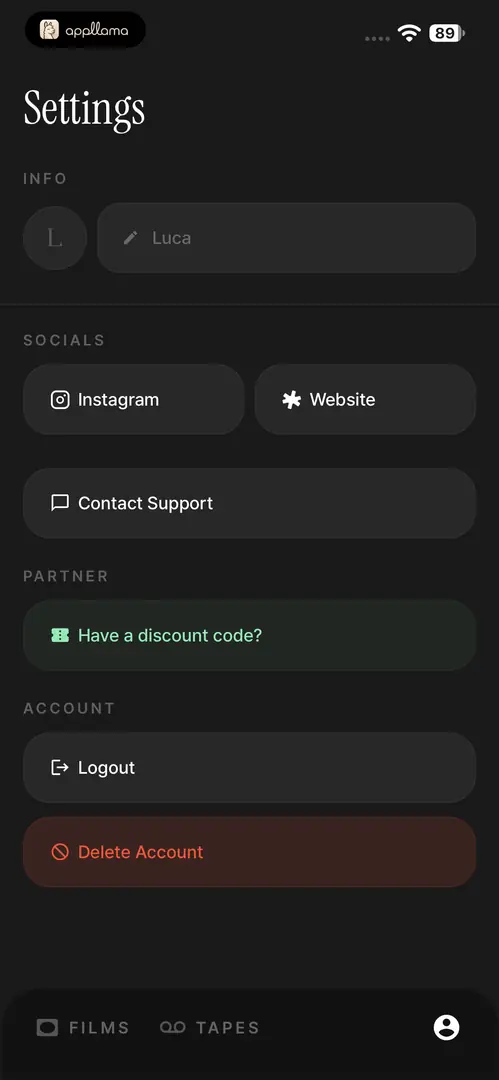 appllama
89
Settings
INFO
L
Luca
SOCIALS
Instagram
Website
Contact Support
PARTNER
Have a discount code?
ACCOUNT
Logout
Delete Account
FILMS
TAPES